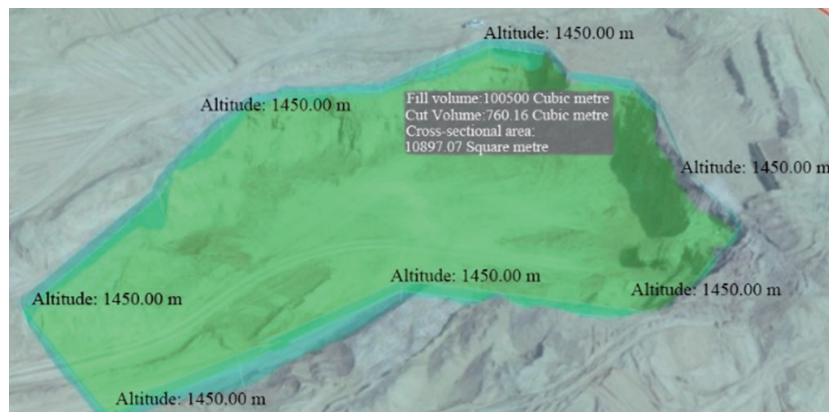 Altitude: 1450.00 m
Altitude: 1450.00 m
Fill volume:100500 Cubic metre
Cut Volume:760.16 Cubic metre
Cross-sectional area:
10897.07 Square metre
Altitude: 1450.00 m
Altitude: 1450.00 m
Altitude: 1450.00 m
Altitude: 1450.00 m
Altitude: 1450.00 m